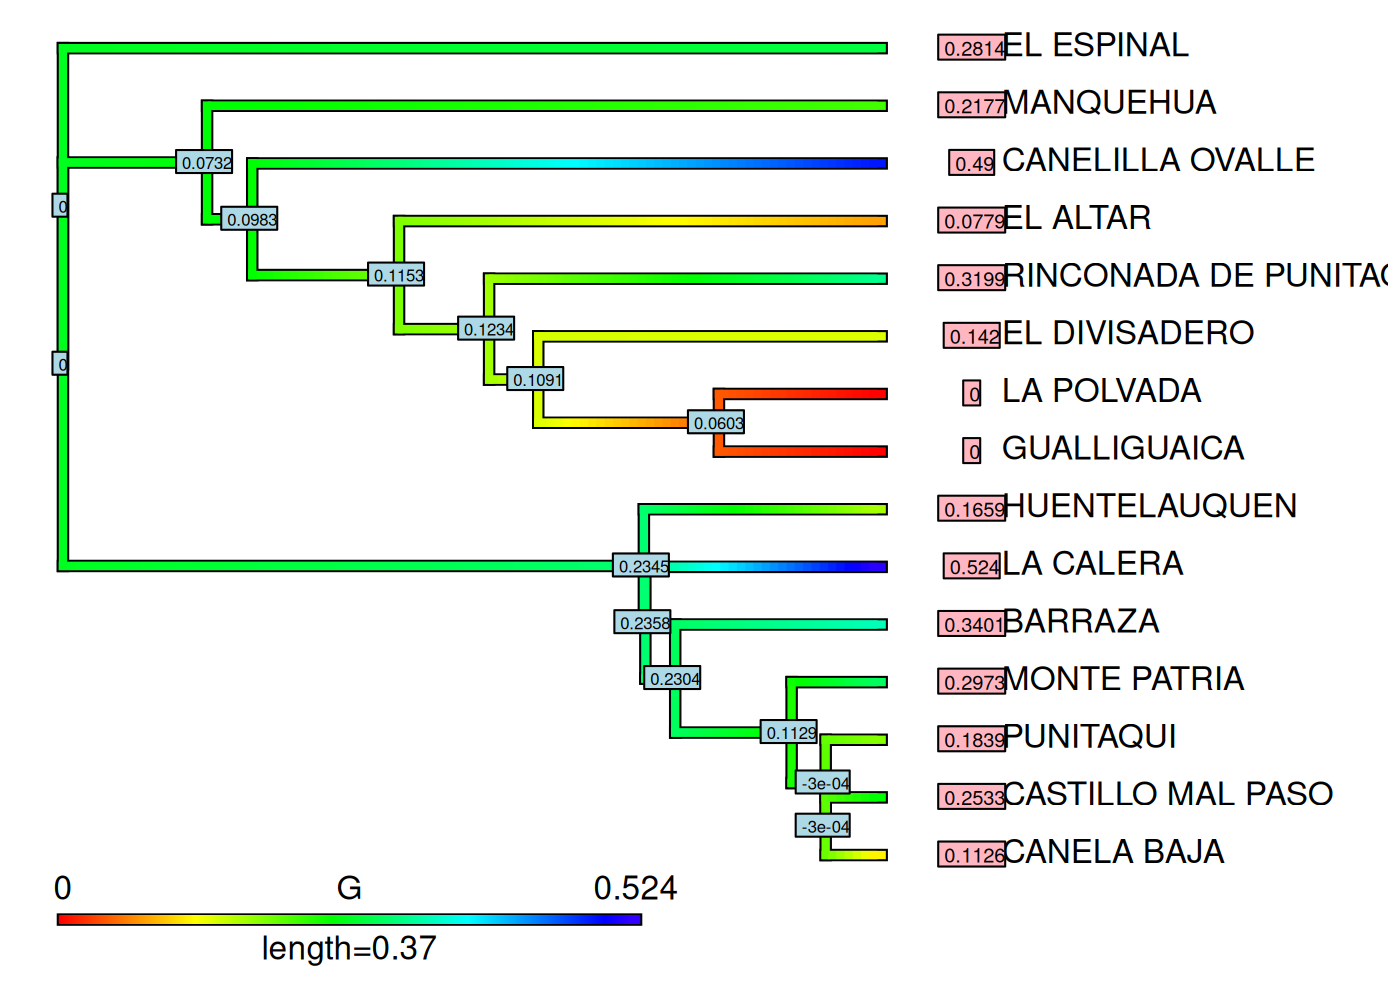 0.2814 EL ESPINAL
0.2177 MANQUEHUA
0.0732
0.49 CANELILLA OVALLE
0
0.0983
0.0779 EL ALTAR
0.1153
0.3199 RINCONADA DE PUNITAQ
0.1234
0.142 EL DIVISADERO
0
0.1091
0 LA POLVADA
0.0603
0 GUALLIGUAICA
0.1659 HUENTELAUQUEN
0.2345
0.524 LA CALERA
0.2358
0.3401 BARRAZA
0.2304
0.2973 MONTE PATRIA
0.1129
0.1839 PUNITAQUI
-3e-04
0.2533 CASTILLO MAL PASO
-3e-04
0.1126 CANELA BAJA
0 G 0.524
length=0.37